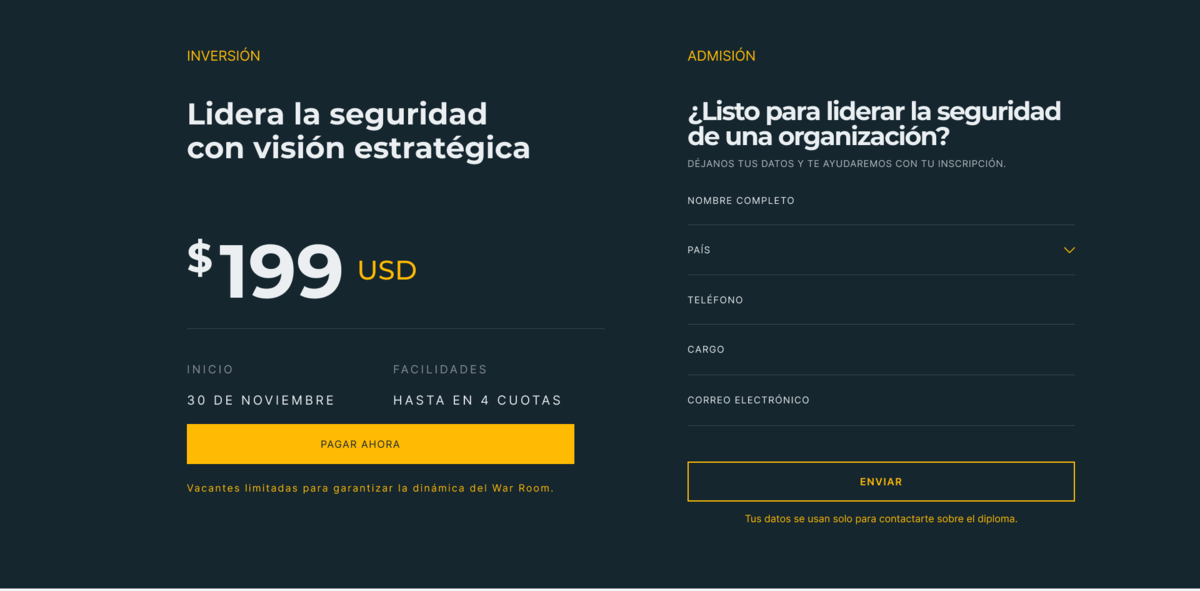 INVERSIÓN
Lidera la seguridad
con visión estratégica
$199 USD
INICIO
30 DE NOVIEMBRE
FACILIDADES
HASTA EN 4 CUOTAS
PAGAR AHORA
Vacantes limitadas para garantizar la dinámica del War Room.
ADMISIÓN
¿Listo para liderar la seguridad
de una organización?
DÉJANOS TUS DATOS Y TE AYUDAREMOS CON TU INSCRIPCIÓN.
NOMBRE COMPLETO
PAÍS
TELÉFONO
CARGO
CORREO ELECTRÓNICO
ENVIAR
Tus datos se usan solo para contactarte sobre el diploma.